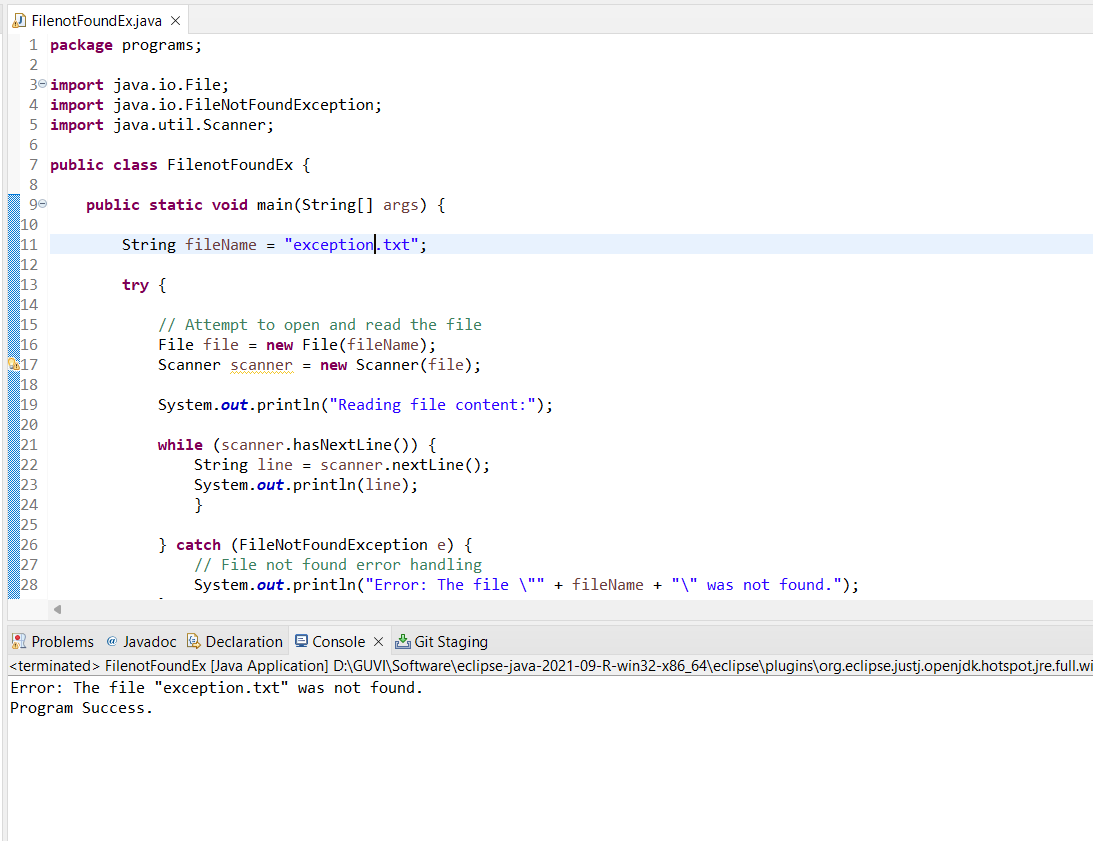 FilenotFoundEx.java
1 package programs;
2
3 import java.io.File;
4 import java.io.FileNotFoundException;
5 import java.util.Scanner;
6
7 public class FilenotFoundEx {
8
9     public static void main(String[] args) {
10
11         String fileName = "exception.txt";
12
13         try {
14
15             // Attempt to open and read the file
16             File file = new File(fileName);
17             Scanner scanner = new Scanner(file);
18
19             System.out.println("Reading file content:");
20
21             while (scanner.hasNextLine()) {
22                 String line = scanner.nextLine();
23                 System.out.println(line);
24                 }
25
26             } catch (FileNotFoundException e) {
27                 // File not found error handling
28                 System.out.println("Error: The file \"" + fileName + "\" was not found.");
Problems @ Javadoc Declaration Console Git Staging
<terminated> FilenotFoundEx [Java Application] D:\GUVI\Software\eclipse-java-2021-09-R-win32-x86_64\eclipse\plugins\org.eclipse.justj.openjdk.hotspot.jre.full.wi
Error: The file "exception.txt" was not found.
Program Success.